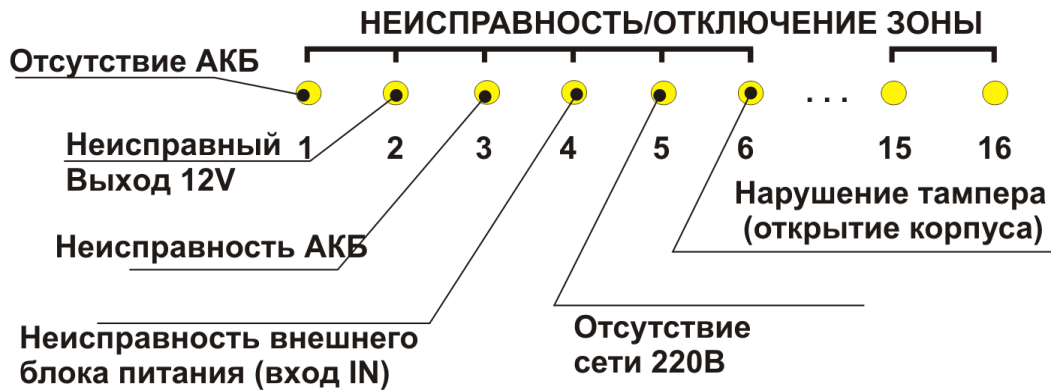 НЕИСПРАВНОСТЬ/ОТКЛЮЧЕНИЕ ЗОНЫ
Отсутствие АКБ
. . .
1 2 3 4 5 6 15 16
Неисправный
Выход 12V
Нарушение тампера
(открытие корпуса)
Неисправность АКБ
Неисправность внешнего
блока питания (вход IN)
Отсутствие
сети 220В